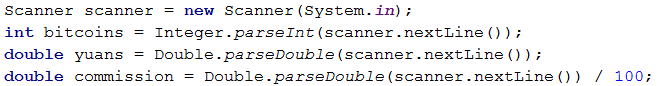 Scanner scanner = new Scanner(System.in);
int bitcoins = Integer.parseInt(scanner.nextLine());
double yuans = Double.parseDouble(scanner.nextLine());
double commission = Double.parseDouble(scanner.nextLine()) / 100;